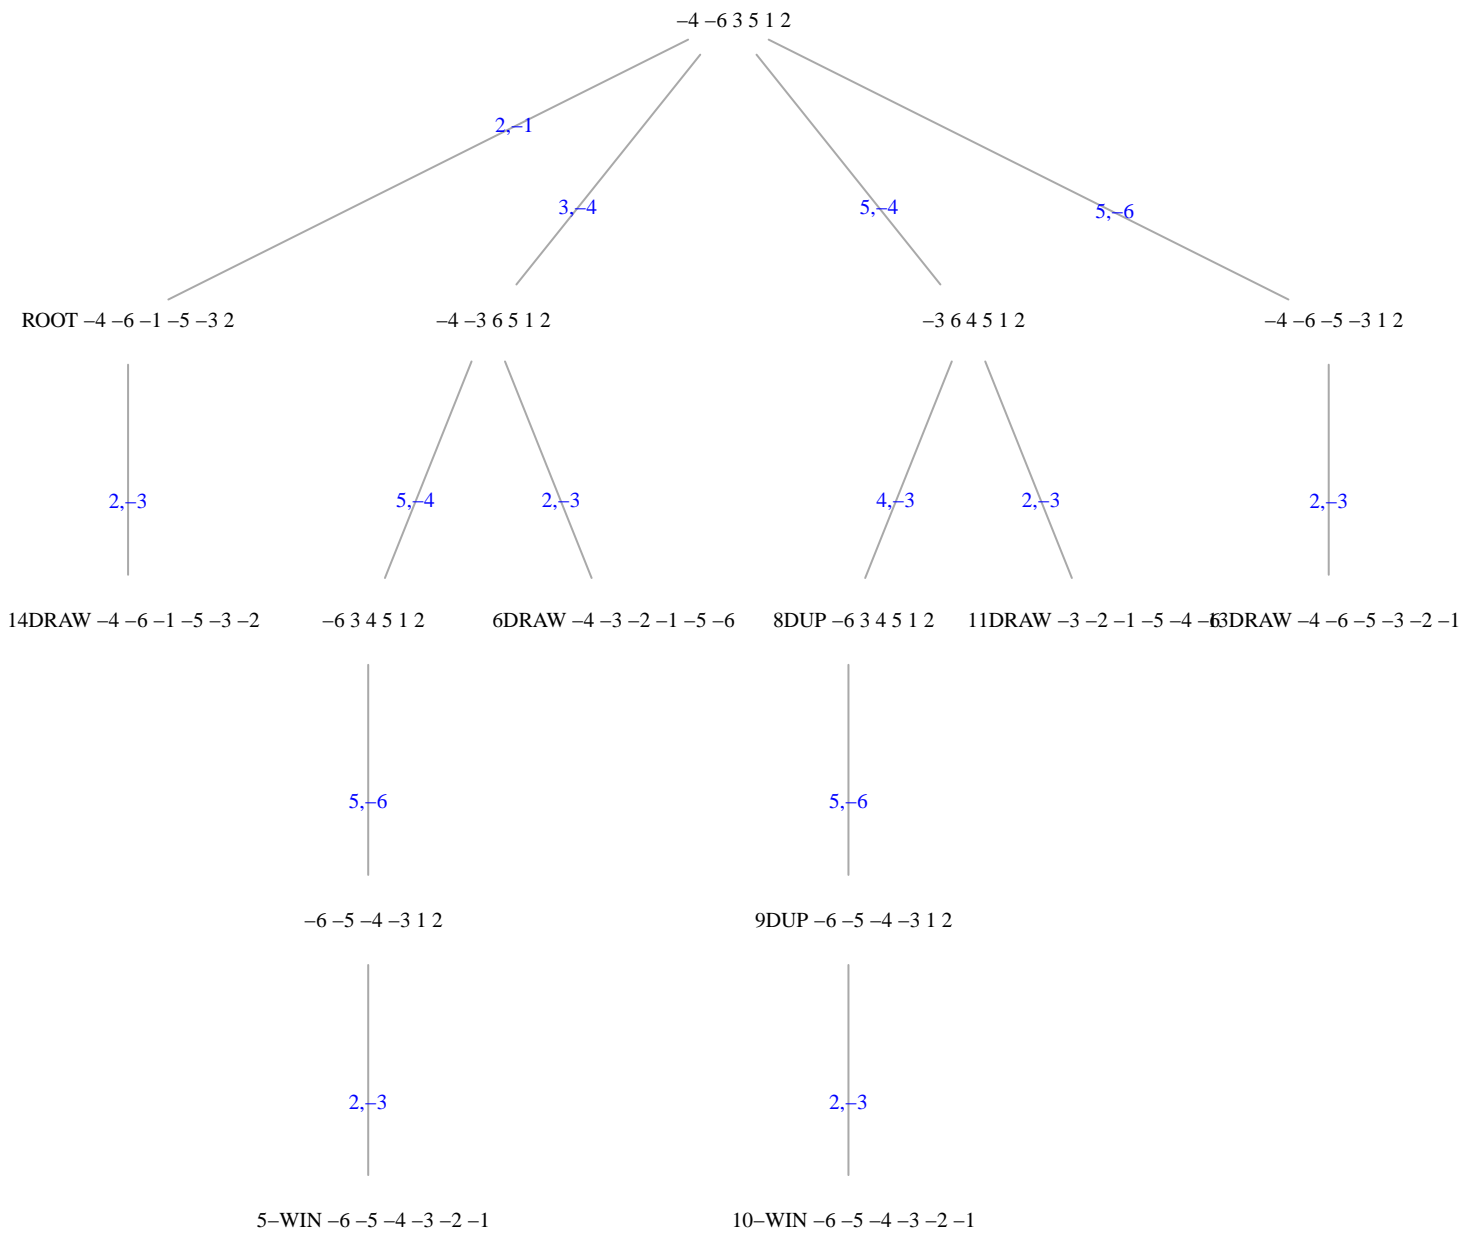 –4 –6 3 5 1 2
2,–1
3,–4
5,–4
5,–6
ROOT –4 –6 –1 –5 –3 2
–4 –3 6 5 1 2
–3 6 4 5 1 2
–4 –6 –5 –3 1 2
2,–3
5,–4
2,–3
4,–3
2,–3
2,–3
14DRAW –4 –6 –1 –5 –3 –2
–6 3 4 5 1 2
6DRAW –4 –3 –2 –1 –5 –6
8DUP –6 3 4 5 1 2
11DRAW –3 –2 –1 –5 –4 –6
13DRAW –4 –6 –5 –3 –2 –1
5,–6
5,–6
–6 –5 –4 –3 1 2
9DUP –6 –5 –4 –3 1 2
2,–3
2,–3
5–WIN –6 –5 –4 –3 –2 –1
10–WIN –6 –5 –4 –3 –2 –1